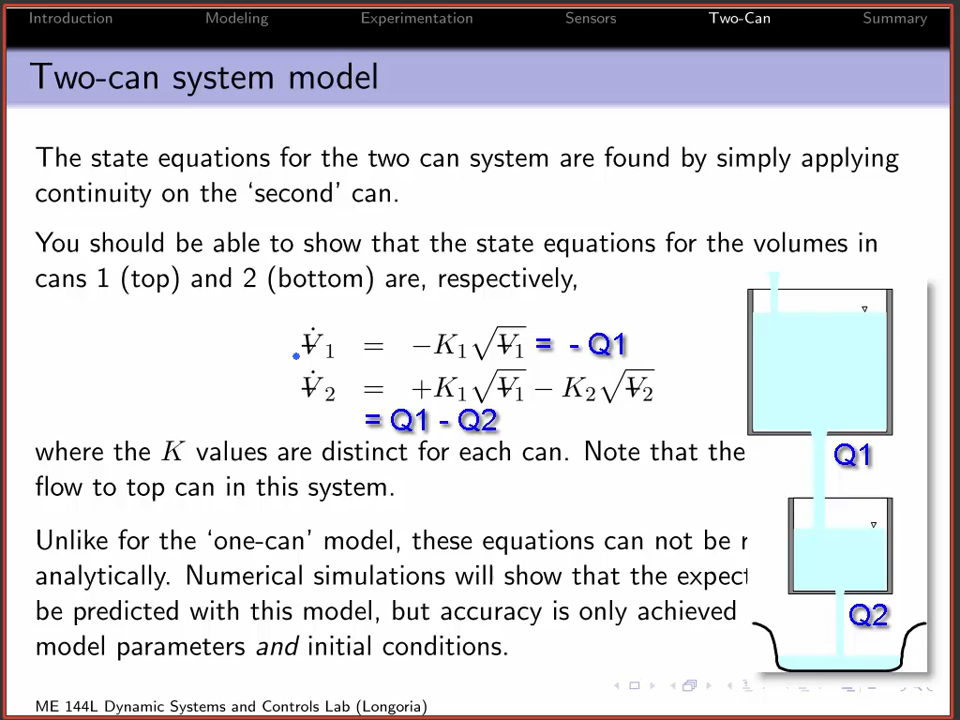 Introduction Modeling Experimentation Sensors Two-Can Summary
Two-can system model
The state equations for the two can system are found by simply applying
continuity on the ‘second’ can.
You should be able to show that the state equations for the volumes in
cans 1 (top) and 2 (bottom) are, respectively,
V̶̇₁ = −K₁√V̶₁ = - Q1
V̶̇₂ = +K₁√V̶₁ − K₂√V̶₂
= Q1 - Q2
where the K values are distinct for each can. Note that the
flow to top can in this system.
Unlike for the ‘one-can’ model, these equations can not be
analytically. Numerical simulations will show that the
be predicted with this model, but accuracy is only achieved
model parameters and initial conditions.
Q1
Q2
ME 144L Dynamic Systems and Controls Lab (Longoria)